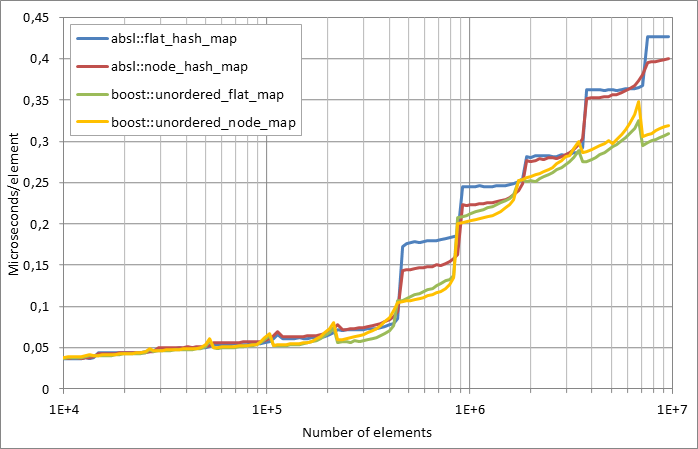 0,45
0,4
0,35
0,3
0,25
0,2
0,15
0,1
0,05
0
Microseconds/element
absl::flat_hash_map
absl::node_hash_map
boost::unordered_flat_map
boost::unordered_node_map
1E+4 1E+5 1E+6 1E+7
Number of elements